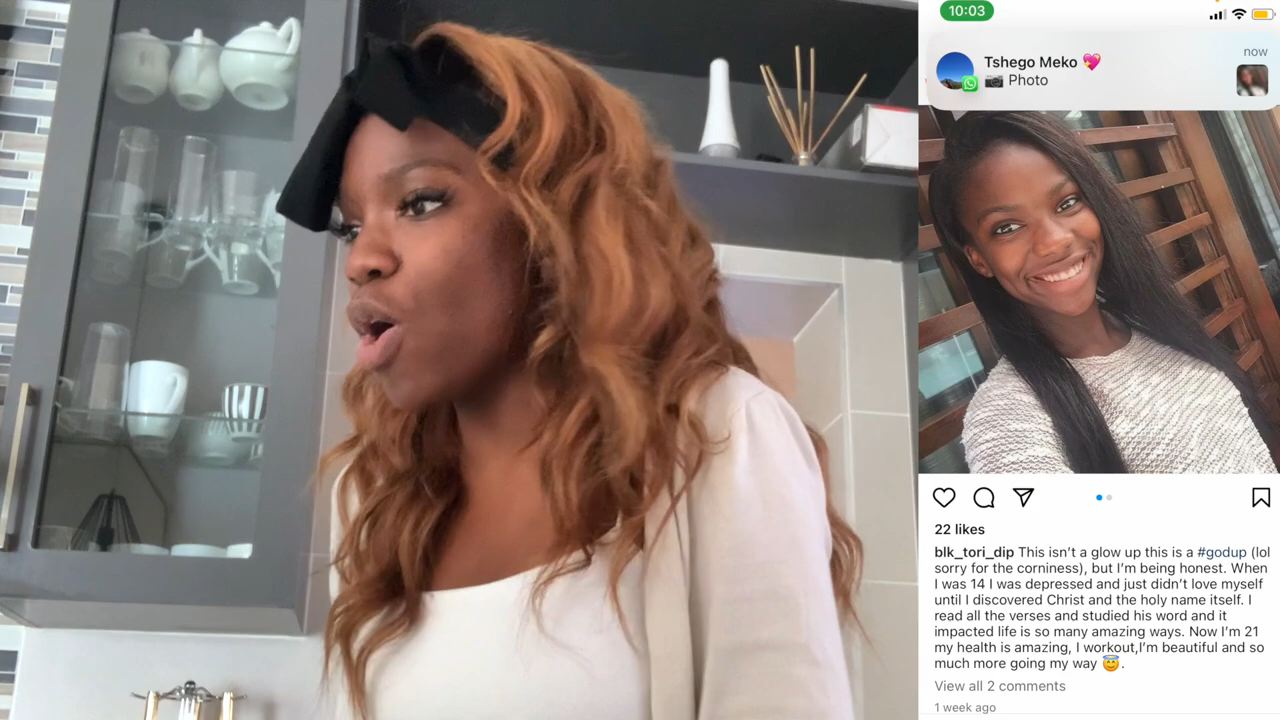 10:03
Tshego Meko 💖
now
📷 Photo
22 likes
blk_tori_dip This isn't a glow up this is a #godup (lol
sorry for the corniness), but I'm being honest. When
I was 14 I was depressed and just didn't love myself
until I discovered Christ and the holy name itself. I
read all the verses and studied his word and it
impacted life is so many amazing ways. Now I'm 21
my health is amazing, I workout,I'm beautiful and so
much more going my way 😇.
View all 2 comments
1 week ago